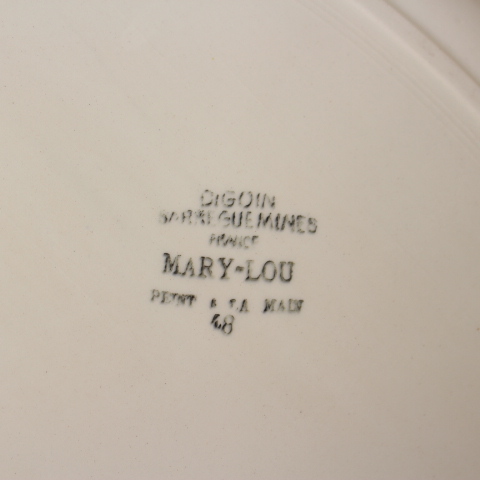 DIGOIN
SARREGUEMINES
FRANCE
MARY-LOU
PEINT A LA MAIN
48